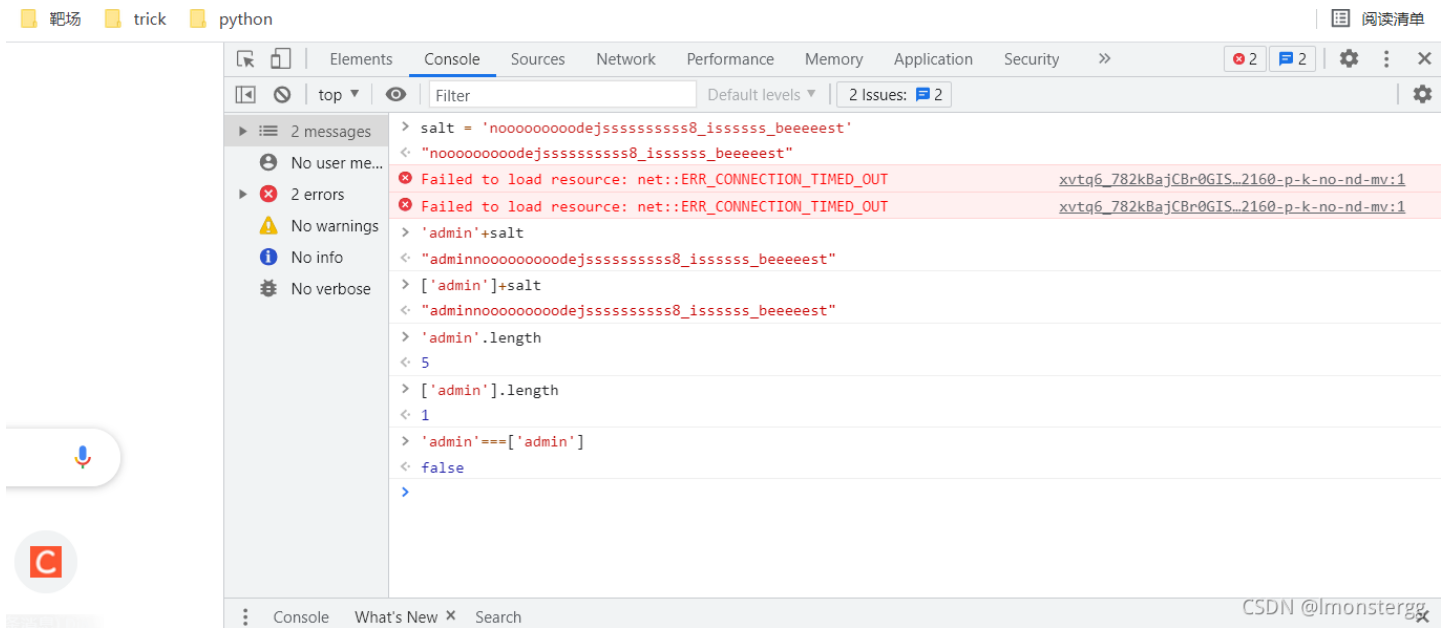 靶场 trick python 阅读清单
Elements Console Sources Network Performance Memory Application Security 2 2
top Filter Default levels 2 Issues: 2
2 messages
No user me...
2 errors
No warnings
No info
No verbose
salt = 'nooooooooodejssssssssss8_issssss_beeeeest'
"nooooooooodejssssssssss8_issssss_beeeeest"
Failed to load resource: net::ERR_CONNECTION_TIMED_OUT xvtq6_782kBajCBr0GIS…2160-p-k-no-nd-mv:1
Failed to load resource: net::ERR_CONNECTION_TIMED_OUT xvtq6_782kBajCBr0GIS…2160-p-k-no-nd-mv:1
'admin'+salt
"adminnooooooooodejssssssssss8_issssss_beeeeest"
['admin']+salt
"adminnooooooooodejssssssssss8_issssss_beeeeest"
'admin'.length
5
['admin'].length
1
'admin'===['admin']
false
C
Console What's New Search
CSDN @lmonstergg